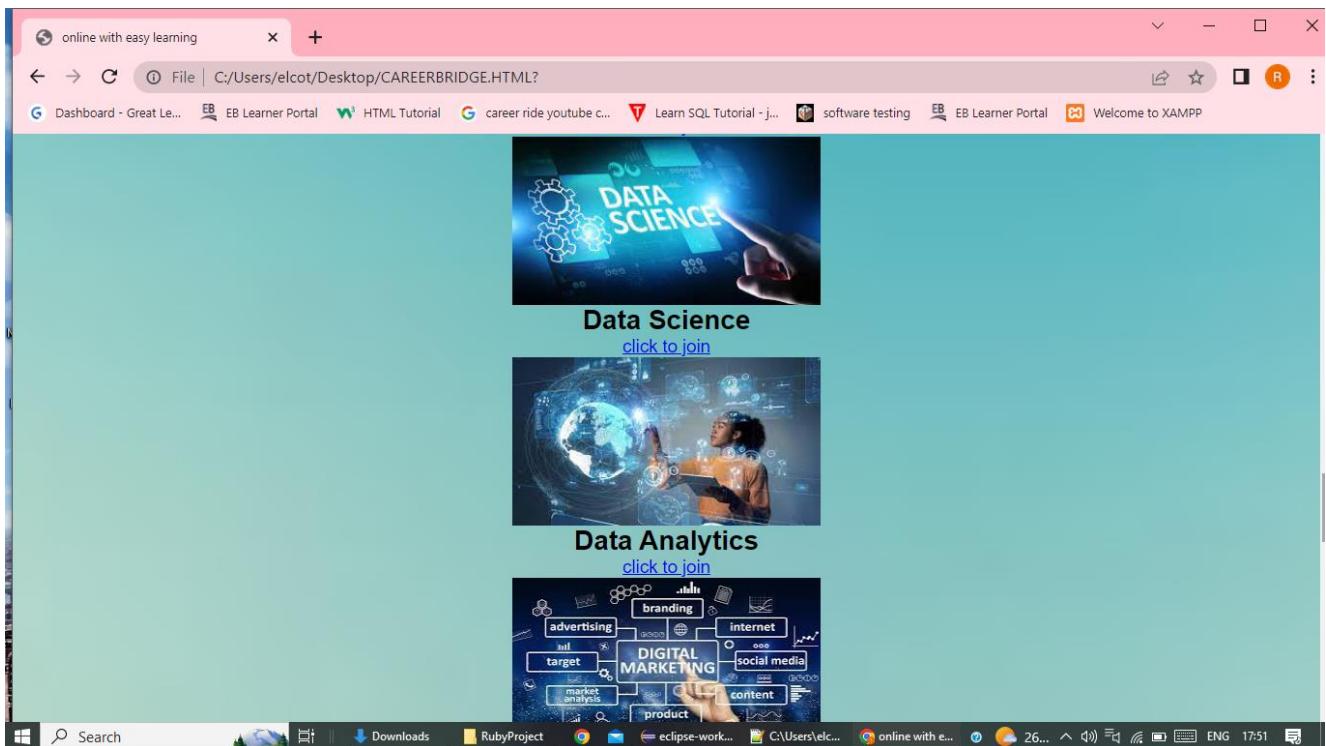 online with easy learning
File | C:/Users/elcot/Desktop/CAREERBRIDGE.HTML?
R
Dashboard - Great Le... EB Learner Portal HTML Tutorial career ride youtube c... Learn SQL Tutorial - j... software testing EB Learner Portal Welcome to XAMPP
DATA
SCIENCE
Data Science
click to join
Data Analytics
click to join
branding
advertising internet
DIGITAL
MARKETING
target social media
market
analysis
content
product
Search Downloads RubyProject eclipse-work... C:\Users\elc... online with e... 26... ENG 17:51